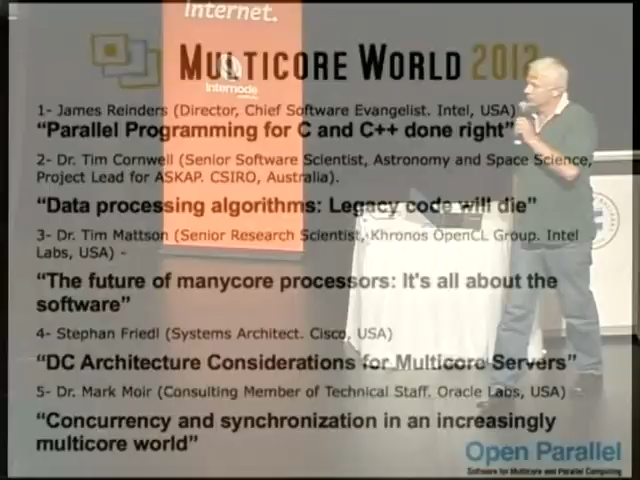 Internet.
MULTICORE WORLD 2012
Internode
1- James Reinders (Director, Chief Software Evangelist. Intel, USA)
“Parallel Programming for C and C++ done right”
2- Dr. Tim Cornwell (Senior Software Scientist, Astronomy and Space Science,
Project Lead for ASKAP. CSIRO, Australia).
“Data processing algorithms: Legacy code will die”
3- Dr. Tim Mattson (Senior Research Scientist, Khronos OpenCL Group. Intel
Labs, USA) -
“The future of manycore processors: It's all about the
software”
4- Stephan Friedl (Systems Architect. Cisco, USA)
“DC Architecture Considerations for Multicore Servers”
5- Dr. Mark Moir (Consulting Member of Technical Staff. Oracle Labs, USA)
“Concurrency and synchronization in an increasingly
multicore world”
Open Parallel
Software for Multicore and Parallel Computing